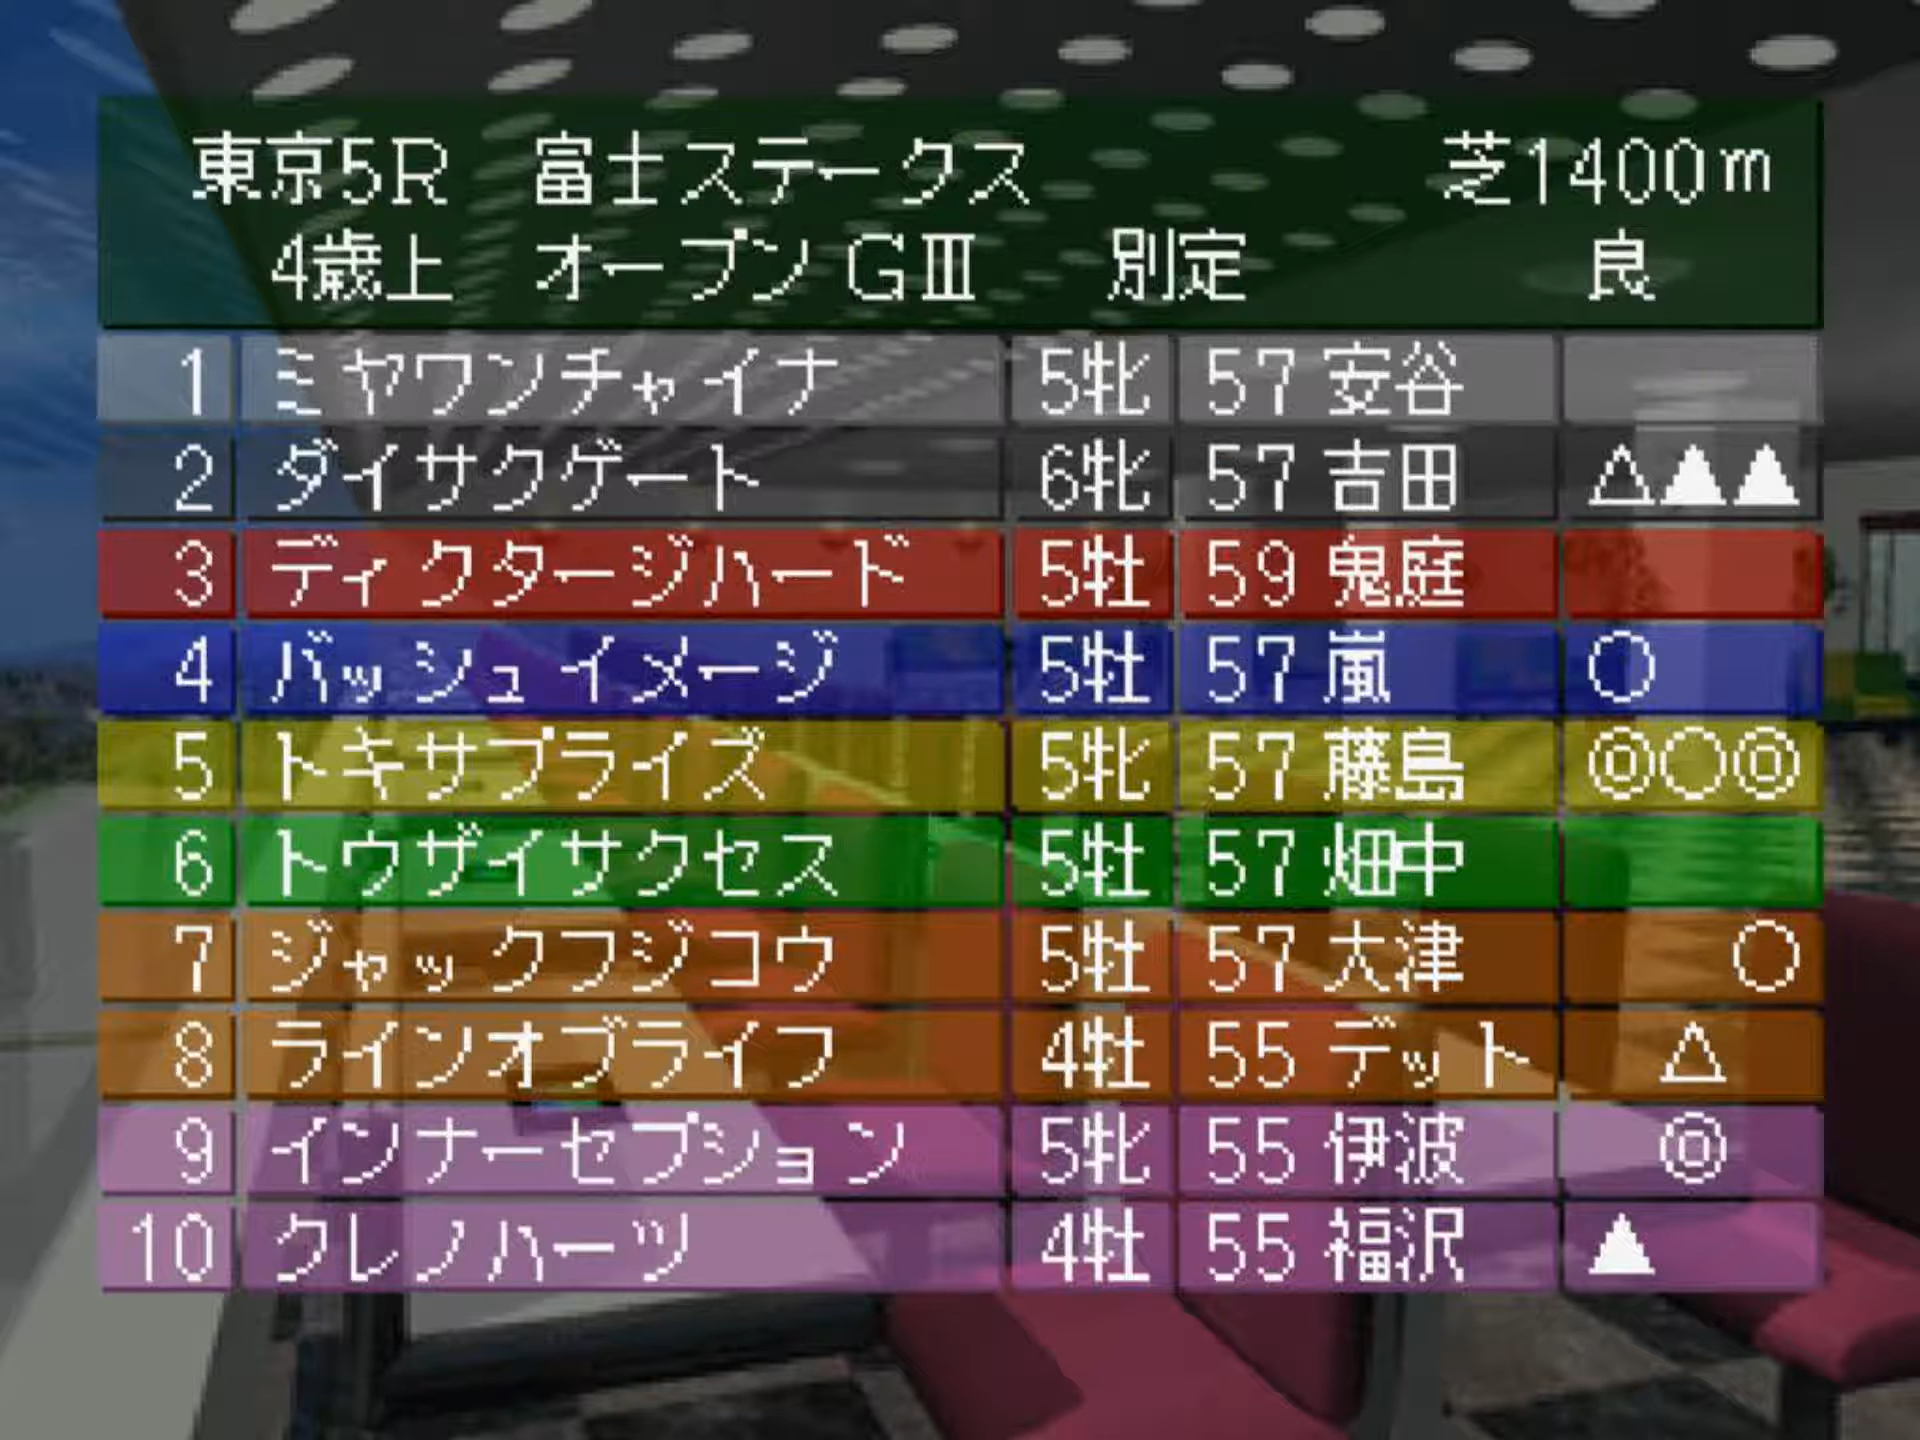 東京5R 富士ステークス 芝1400m
4歳上 オープンGⅢ 別定 良
1 ミヤワンチャイナ 5牝 57 安谷
2 ダイサクゲート 6牝 57 吉田 △▲▲
3 ディクタージハード 5牡 59 鬼庭
4 バッシュイメージ 5牡 57 嵐 ○
5 トキサプライズ 5牝 57 藤島 ◎○◎
6 トウザイサクセス 5牡 57 畑中
7 ジャックフジコウ 5牡 57 大津 ○
8 ラインオブライフ 4牡 55 デット △
9 インナーセプション 5牝 55 伊波 ◎
10 クレノハーツ 4牡 55 福沢 ▲